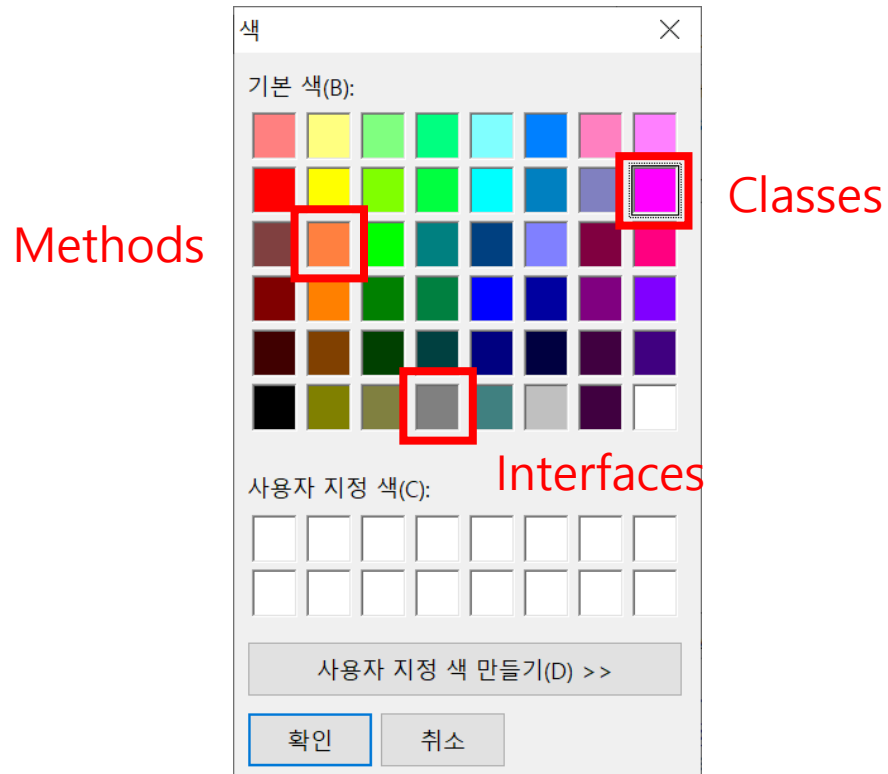 색
기본 색(B):
Classes
Methods
Interfaces
사용자 지정 색(C):
사용자 지정 색 만들기(D) >>
확인
취소